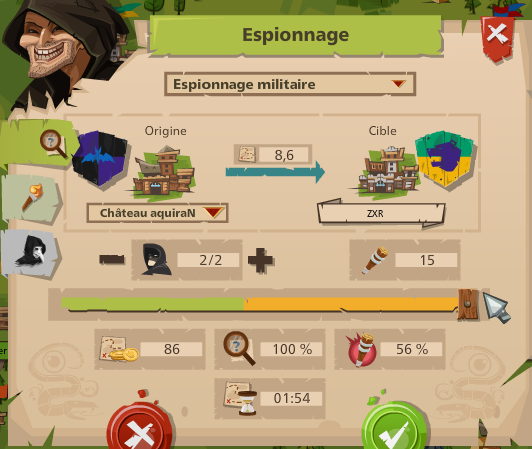 Espionnage
Espionnage militaire
Origine
Cible
8,6
Château aquiraN
ZXR
2/2
15
86
100 %
56 %
01:54